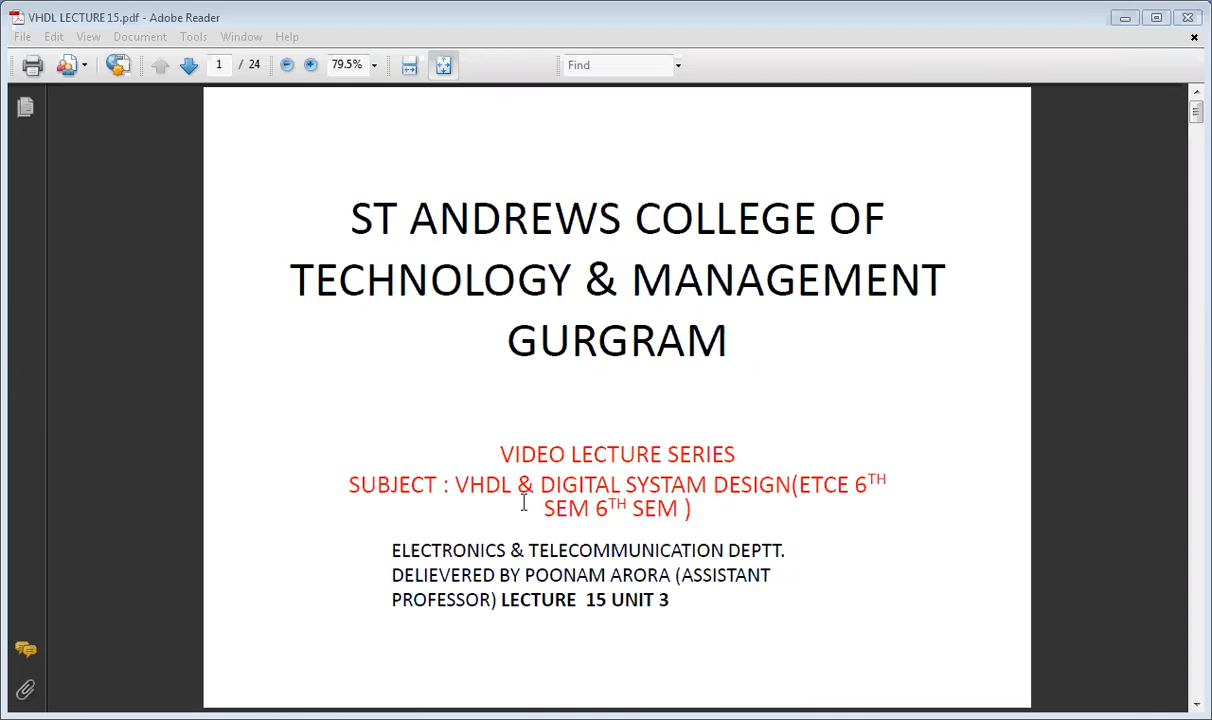 VHDL LECTURE 15.pdf - Adobe Reader
File Edit View Document Tools Window Help
1 / 24 79.5% Find
ST ANDREWS COLLEGE OF
TECHNOLOGY & MANAGEMENT
GURGRAM
VIDEO LECTURE SERIES
SUBJECT : VHDL & DIGITAL SYSTAM DESIGN(ETCE 6TH
SEM 6TH SEM )
ELECTRONICS & TELECOMMUNICATION DEPTT.
DELIEVERED BY POONAM ARORA (ASSISTANT
PROFESSOR) LECTURE 15 UNIT 3